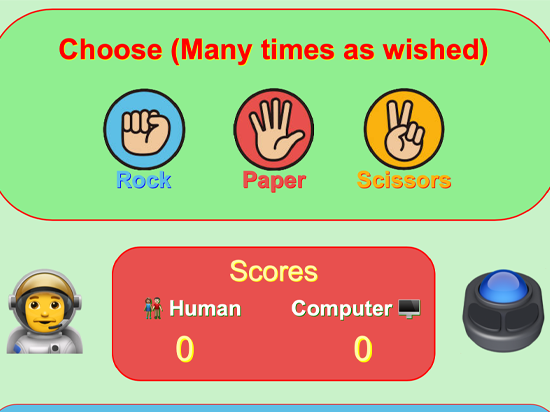 Choose (Many times as wished)
Rock Paper Scissors
Scores
Human Computer
0 0